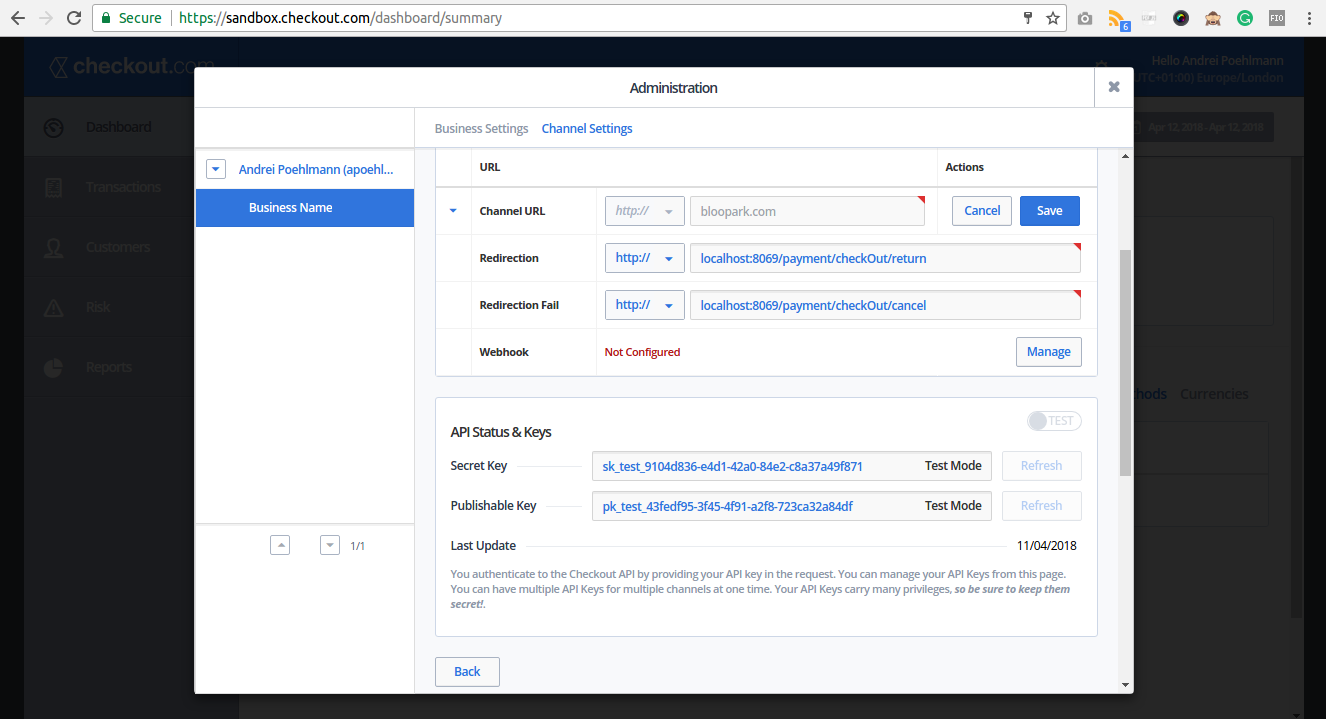 Secure
https://sandbox.checkout.com/dashboard/summary
6
FIO
checkout.com
Hello Andrei Poehlmann
TC+01:00) Europe/London
Administration
Dashboard
Apr 12, 2018 - Apr 12, 2018
Business Settings Channel Settings
Andrei Poehlmann (apoehl...
Business Name
Transactions
Customers
Risk
Reports
URL Actions
Channel URL http:// bloopark.com Cancel Save
Redirection http:// localhost:8069/payment/checkOut/return
Redirection Fail http:// localhost:8069/payment/checkOut/cancel
Webhook Not Configured Manage
hods Currencies
API Status & Keys TEST
Secret Key sk_test_9104d836-e4d1-42a0-84e2-c8a37a49f871 Test Mode Refresh
Publishable Key pk_test_43fedf95-3f45-4f91-a2f8-723ca32a84df Test Mode Refresh
1/1
Last Update 11/04/2018
You authenticate to the Checkout API by providing your API key in the request. You can manage your API Keys from this page.
You can have multiple API Keys for multiple channels at one time. Your API Keys carry many privileges, so be sure to keep them
secret!.
Back